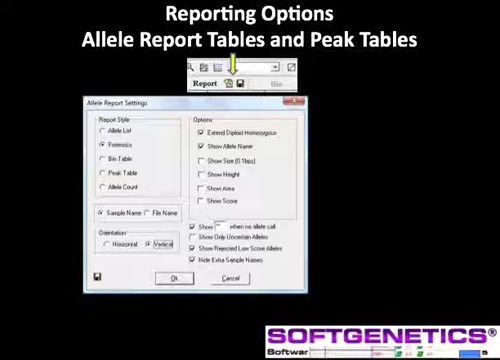 Reporting Options
Allele Report Tables and Peak Tables
Report
Allele Report Settings
Report Style
Allele List
Forensics
Bin Table
Peak Table
Allele Count
Sample Name File Name
Orientation
Horizontal Vertical
Options
Extend Diploid Homozygous
Show Allele Name
Show Size (0.1bps)
Show Height
Show Area
Show Score
Show when no allele call
Show Only Uncertain Alleles
Show Rejected Low Score Alleles
Hide Extra Sample Names
Ok Cancel
SOFTGENETICS®
Softwar